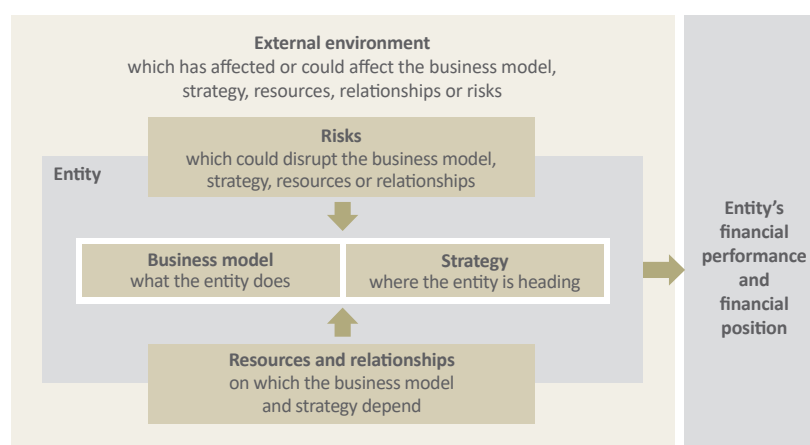 External environment
which has affected or could affect the business model,
strategy, resources, relationships or risks
Risks
which could disrupt the business model,
strategy, resources or relationships
Entity
Business model
what the entity does
Strategy
where the entity is heading
Resources and relationships
on which the business model
and strategy depend
Entity’s
financial
performance
and
financial
position